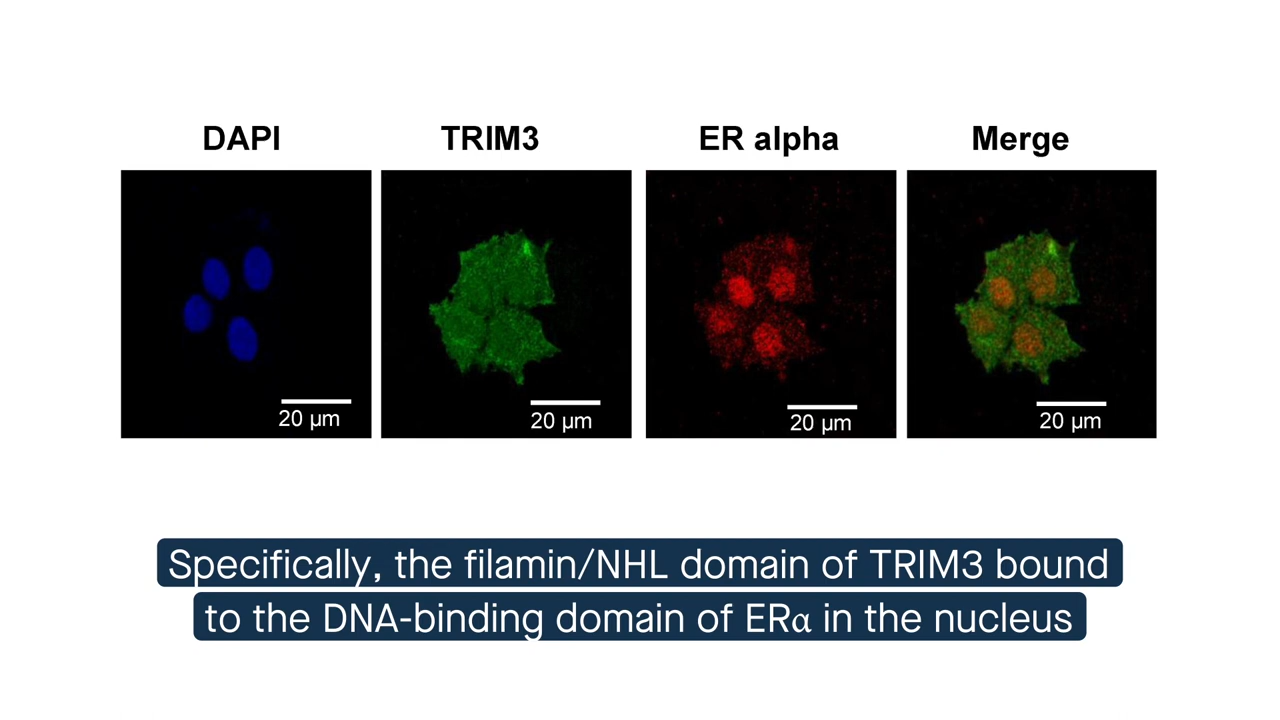 DAPI TRIM3 ER alpha Merge
20 µm 20 µm 20 µm 20 µm
Specifically, the filamin/NHL domain of TRIM3 bound
to the DNA-binding domain of ERα in the nucleus